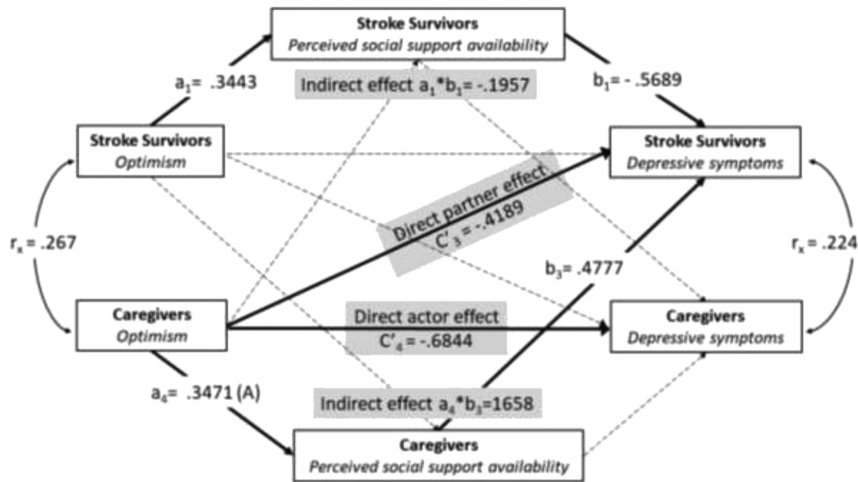 Stroke Survivors
Perceived social support availability
a₁= .3443
Indirect effect a₁*b₁= -.1957
b₁= - .5689
Stroke Survivors
Optimism
Stroke Survivors
Depressive symptoms
Direct partner effect
C'₃ = -.4189
rₓ = .267
rₓ = .224
b₃= .4777
Caregivers
Optimism
Direct actor effect
C'₄ = -.6844
Caregivers
Depressive symptoms
a₄= .3471 (A)
Indirect effect a₄*b₃=1658
Caregivers
Perceived social support availability